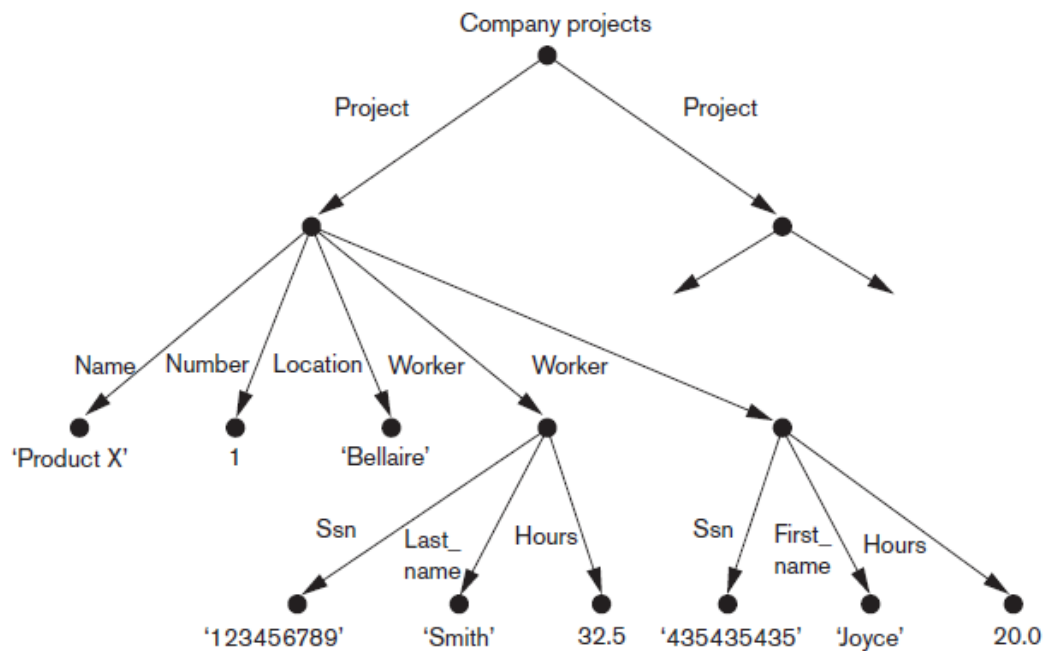 Company projects
Project Project
Name Number Location Worker Worker
‘Product X’ 1 ‘Bellaire’
Ssn Last_
name Hours Ssn First_
name Hours
‘123456789’ ‘Smith’ 32.5 ‘435435435’ ‘Joyce’ 20.0